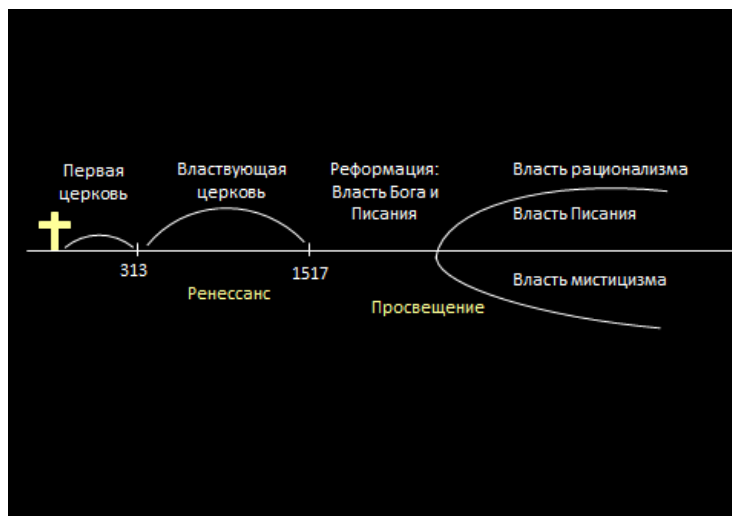 Первая
церковь
Властвующая
церковь
Реформация:
Власть Бога и
Писания
Власть рационализма
Власть Писания
Власть мистицизма
313
1517
Ренессанс
Просвещение